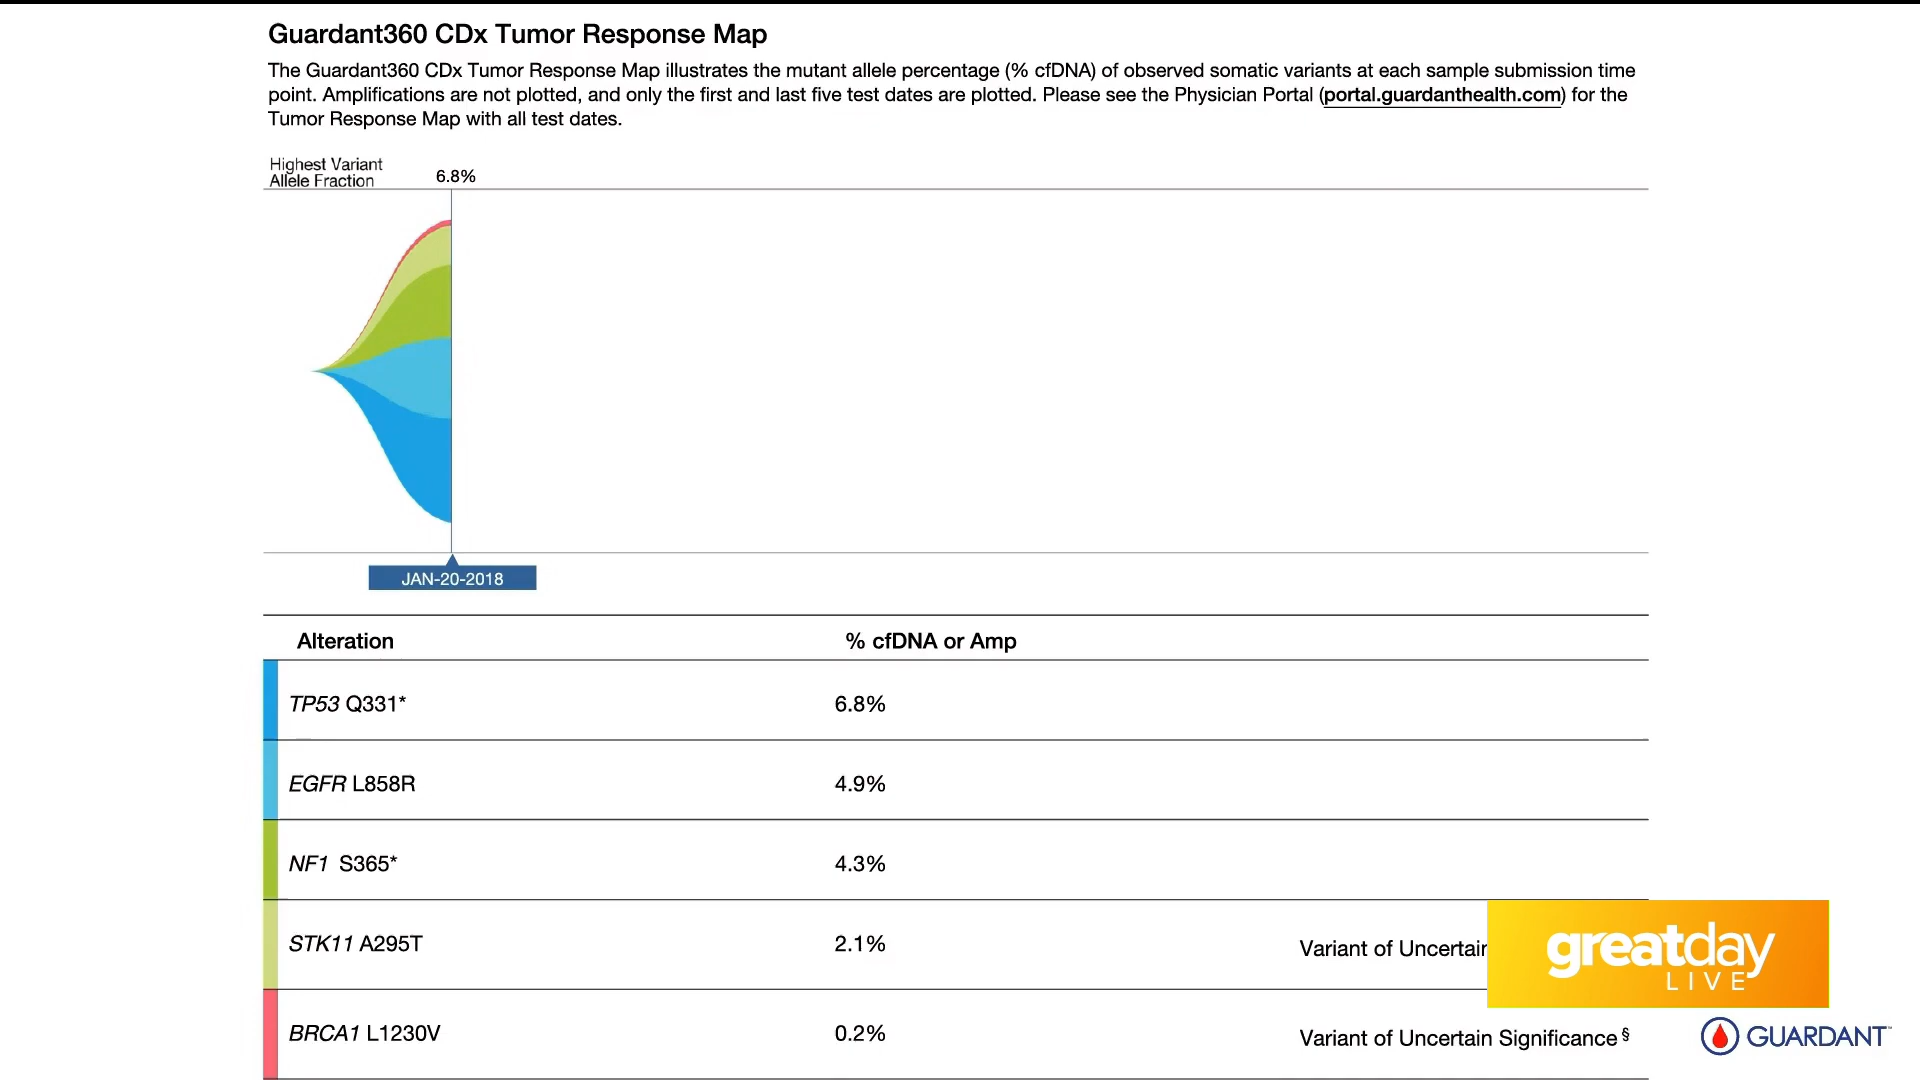 Guardant360 CDx Tumor Response Map
The Guardant360 CDx Tumor Response Map illustrates the mutant allele percentage (% cfDNA) of observed somatic variants at each sample submission time
point. Amplifications are not plotted, and only the first and last five test dates are plotted. Please see the Physician Portal (portal.guardanthealth.com) for the
Tumor Response Map with all test dates.
Highest Variant
Allele Fraction
6.8%
JAN-20-2018
Alteration % cfDNA or Amp
TP53 Q331* 6.8%
EGFR L858R 4.9%
NF1 S365* 4.3%
STK11 A295T 2.1% Variant of Uncertain
BRCA1 L1230V 0.2% Variant of Uncertain Significance §
greatday
LIVE
GUARDANT